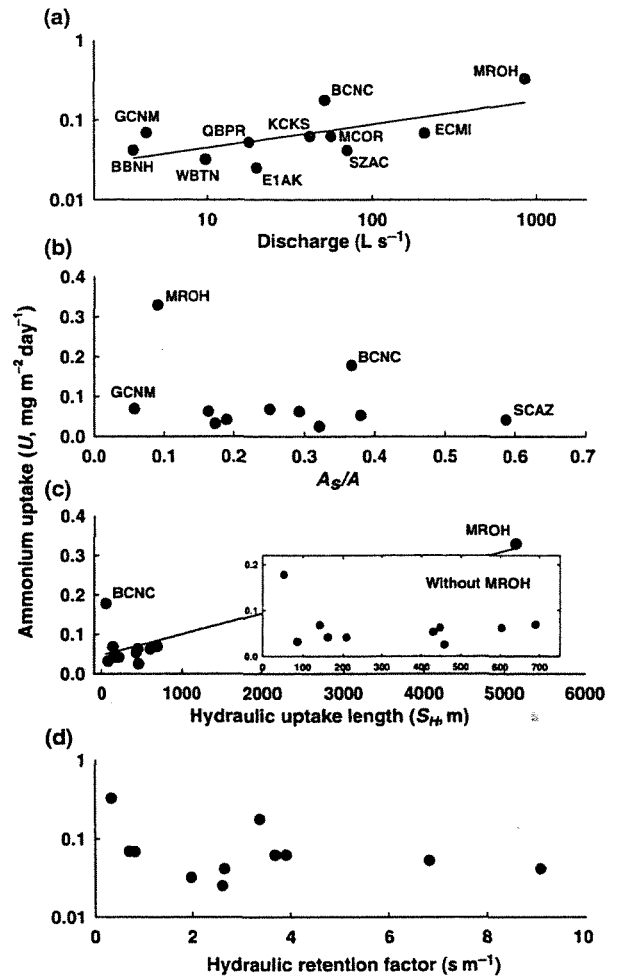 (a)
1
0.1
0.01
GCNM
BBNH
WBTN
QBPR
E1AK
KCKS
BCNC
MCOR
SZAC
ECMI
MROH
10
100
1000
Discharge (L s⁻¹)
Ammonium uptake (U, mg m⁻² day⁻¹)
(b)
0.4
0.3
0.2
0.1
0.0
MROH
GCNM
BCNC
SCAZ
0.0 0.1 0.2 0.3 0.4 0.5 0.6 0.7
A_S/A
(c)
0.4
0.3
0.2
0.1
0.0
BCNC
MROH
Without MROH
0.2
0.1
0.0
0 100 200 300 400 500 600 700
0 1000 2000 3000 4000 5000 6000
Hydraulic uptake length (S_H, m)
(d)
1
0.1
0.01
0 2 4 6 8 10
Hydraulic retention factor (s m⁻¹)